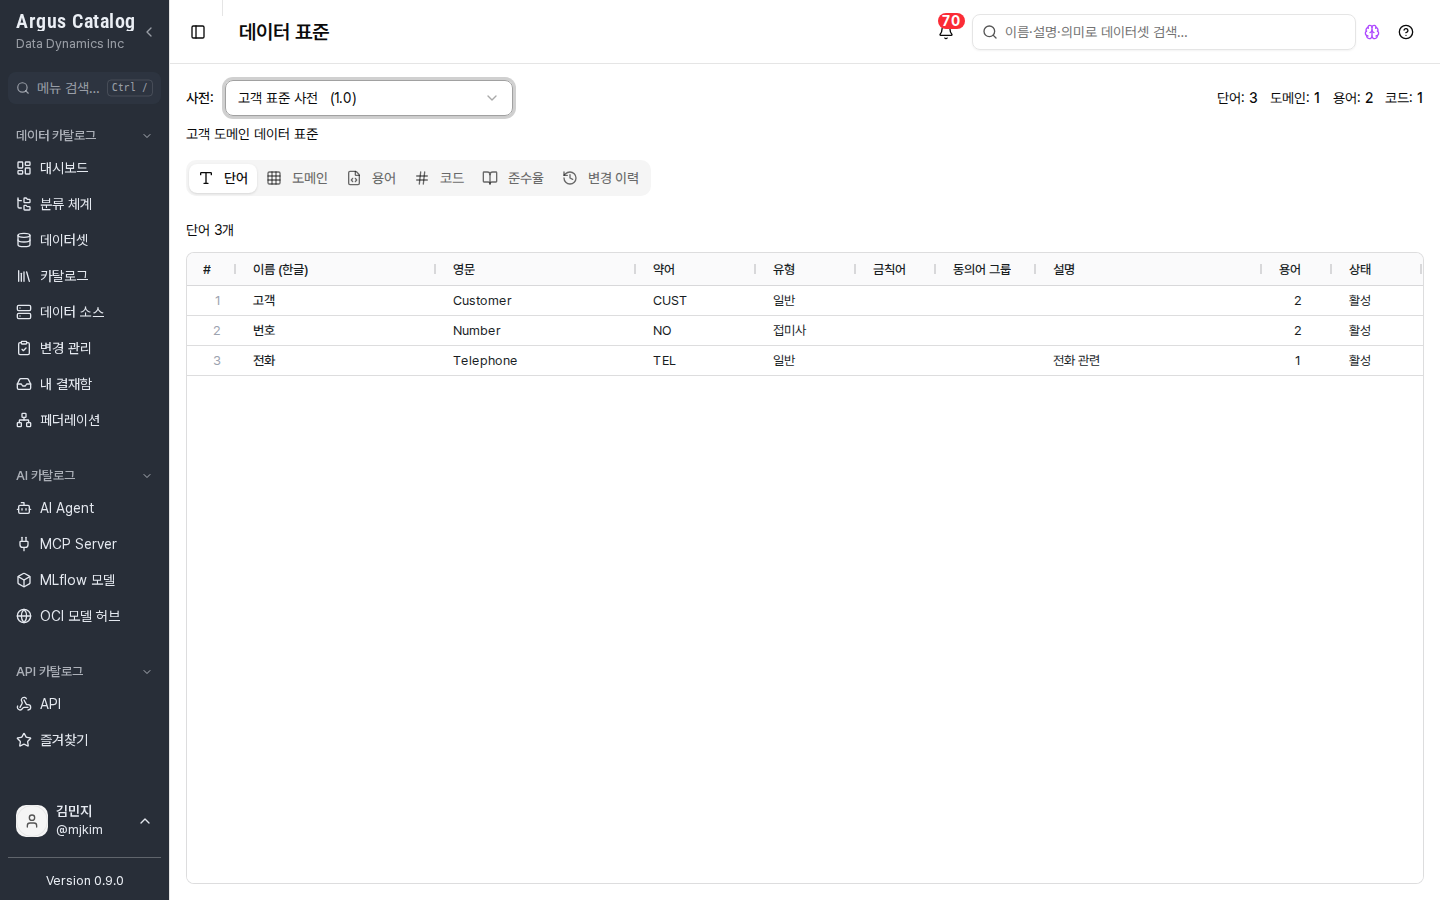 Argus Catalog
Data Dynamics Inc
메뉴 검색... Ctrl /
데이터 카탈로그
대시보드
분류 체계
데이터셋
카탈로그
데이터 소스
변경 관리
내 결재함
페더레이션
AI 카탈로그
AI Agent
MCP Server
MLflow 모델
OCI 모델 허브
API 카탈로그
API
즐겨찾기
김민지
@mjkim
Version 0.9.0
데이터 표준
70
이름·설명·의미로 데이터셋 검색...
사전: 고객 표준 사전 (1.0)
단어: 3 도메인: 1 용어: 2 코드: 1
고객 도메인 데이터 표준
단어 도메인 용어 코드 준수율 변경 이력
단어 3개
# 이름 (한글) 영문 약어 유형 금칙어 동의어 그룹 설명 용어 상태
1 고객 Customer CUST 일반 2 활성
2 번호 Number NO 접미사 2 활성
3 전화 Telephone TEL 일반 전화 관련 1 활성